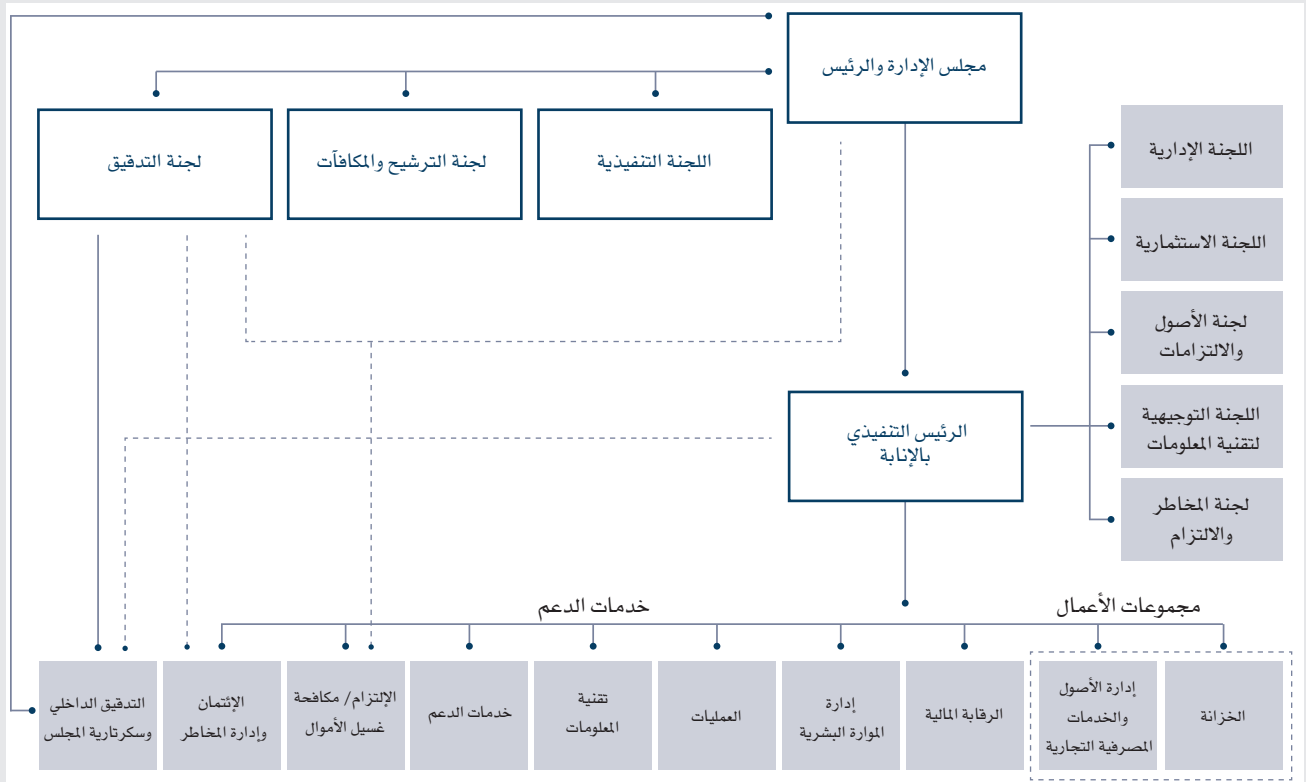 مجلس الإدارة والرئيس
اللجنة التنفيذية
لجنة الترشيح والمكافآت
لجنة التدقيق
اللجنة الإدارية
اللجنة الاستثمارية
لجنة الأصول
والالتزامات
اللجنة التوجيهية
لتقنية المعلومات
لجنة المخاطر
والالتزام
الرئيس التنفيذي
بالإنابة
مجموعات الأعمال
خدمات الدعم
الخزانة
إدارة الأصول
والخدمات
المصرفية التجارية
الرقابة المالية
إدارة
الموارة البشرية
العمليات
تقنية
المعلومات
خدمات الدعم
الإلتزام/ مكافحة
غسيل الأموال
الإئتمان
وإدارة المخاطر
التدقيق الداخلي
وسكرتارية المجلس